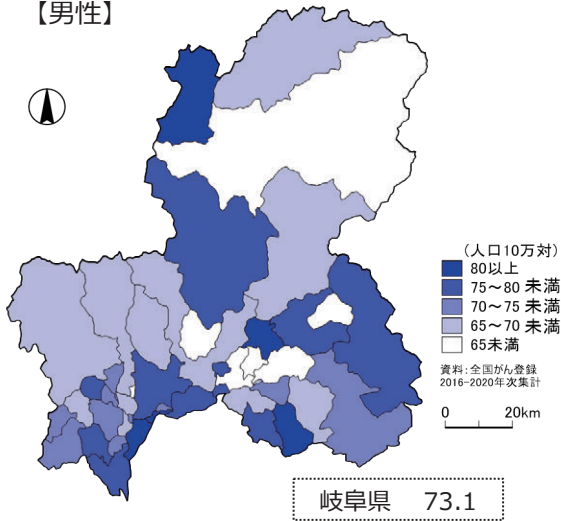 【男性】
（人口10万対）
80以上
75～80 未満
70～75 未満
65～70 未満
65未満
資料：全国がん登録
2016-2020年次集計
0 20km
岐阜県 73.1